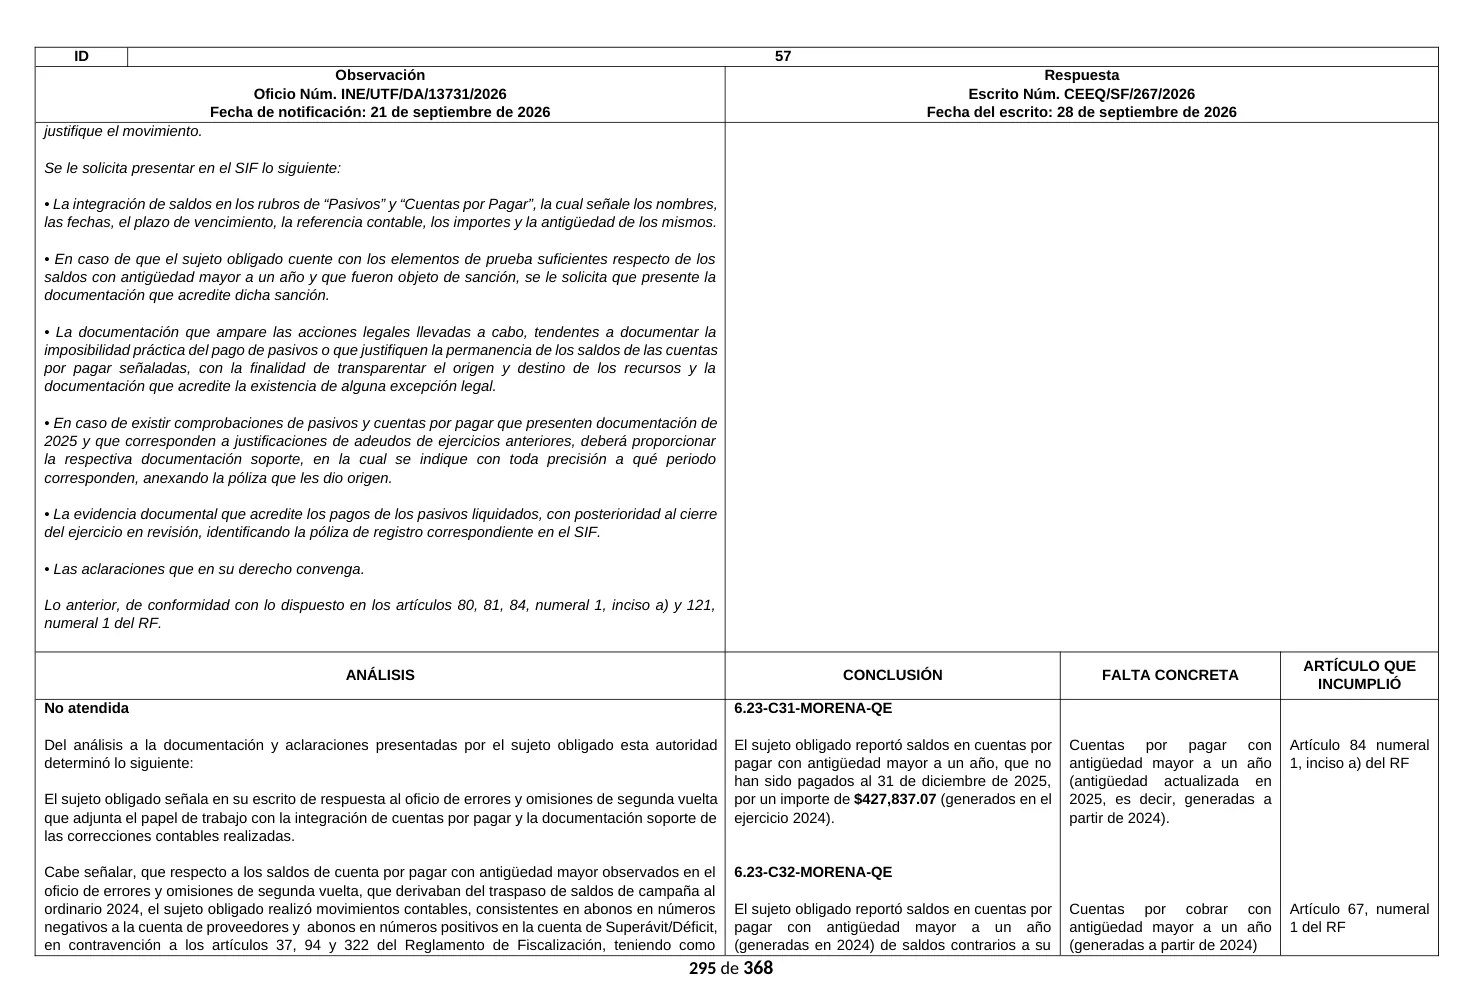 ID
57
Observación
Oficio Núm. INE/UTF/DA/13731/2026
Fecha de notificación: 21 de septiembre de 2026
Respuesta
Escrito Núm. CEEQ/SF/267/2026
Fecha del escrito: 28 de septiembre de 2026
justifique el movimiento.
Se le solicita presentar en el SIF lo siguiente:
• La integración de saldos en los rubros de “Pasivos” y “Cuentas por Pagar”, la cual señale los nombres,
las fechas, el plazo de vencimiento, la referencia contable, los importes y la antigüedad de los mismos.
• En caso de que el sujeto obligado cuente con los elementos de prueba suficientes respecto de los
saldos con antigüedad mayor a un año y que fueron objeto de sanción, se le solicita que presente la
documentación que acredite dicha sanción.
• La documentación que ampare las acciones legales llevadas a cabo, tendentes a documentar la
imposibilidad práctica del pago de pasivos o que justifiquen la permanencia de los saldos de las cuentas
por pagar señaladas, con la finalidad de transparentar el origen y destino de los recursos y la
documentación que acredite la existencia de alguna excepción legal.
• En caso de existir comprobaciones de pasivos y cuentas por pagar que presenten documentación de
2025 y que corresponden a justificaciones de adeudos de ejercicios anteriores, deberá proporcionar
la respectiva documentación soporte, en la cual se indique con toda precisión a qué periodo
corresponden, anexando la póliza que les dio origen.
• La evidencia documental que acredite los pagos de los pasivos liquidados, con posterioridad al cierre
del ejercicio en revisión, identificando la póliza de registro correspondiente en el SIF.
• Las aclaraciones que en su derecho convenga.
Lo anterior, de conformidad con lo dispuesto en los artículos 80, 81, 84, numeral 1, inciso a) y 121,
numeral 1 del RF.
ANÁLISIS
CONCLUSIÓN
FALTA CONCRETA
ARTÍCULO QUE
INCUMPLIÓ
No atendida
Del análisis a la documentación y aclaraciones presentadas por el sujeto obligado esta autoridad
determinó lo siguiente:
El sujeto obligado señala en su escrito de respuesta al oficio de errores y omisiones de segunda vuelta
que adjunta el papel de trabajo con la integración de cuentas por pagar y la documentación soporte de
las correcciones contables realizadas.
Cabe señalar, que respecto a los saldos de cuenta por pagar con antigüedad mayor observados en el
oficio de errores y omisiones de segunda vuelta, que derivaban del traspaso de saldos de campaña al
ordinario 2024, el sujeto obligado realizó movimientos contables, consistentes en abonos en números
negativos a la cuenta de proveedores y abonos en números positivos en la cuenta de Superávit/Déficit,
en contravención a los artículos 37, 94 y 322 del Reglamento de Fiscalización, teniendo como
6.23-C31-MORENA-QE
El sujeto obligado reportó saldos en cuentas por
pagar con antigüedad mayor a un año, que no
han sido pagados al 31 de diciembre de 2025,
por un importe de $427,837.07 (generados en el
ejercicio 2024).
6.23-C32-MORENA-QE
El sujeto obligado reportó saldos en cuentas por
pagar con antigüedad mayor a un año
(generadas en 2024) de saldos contrarios a su
Cuentas por pagar con
antigüedad mayor a un año
(antigüedad actualizada en
2025, es decir, generadas a
partir de 2024).
Cuentas por cobrar con
antigüedad mayor a un año
(generadas a partir de 2024)
Artículo 84 numeral
1, inciso a) del RF
Artículo 67, numeral
1 del RF
295 de 368